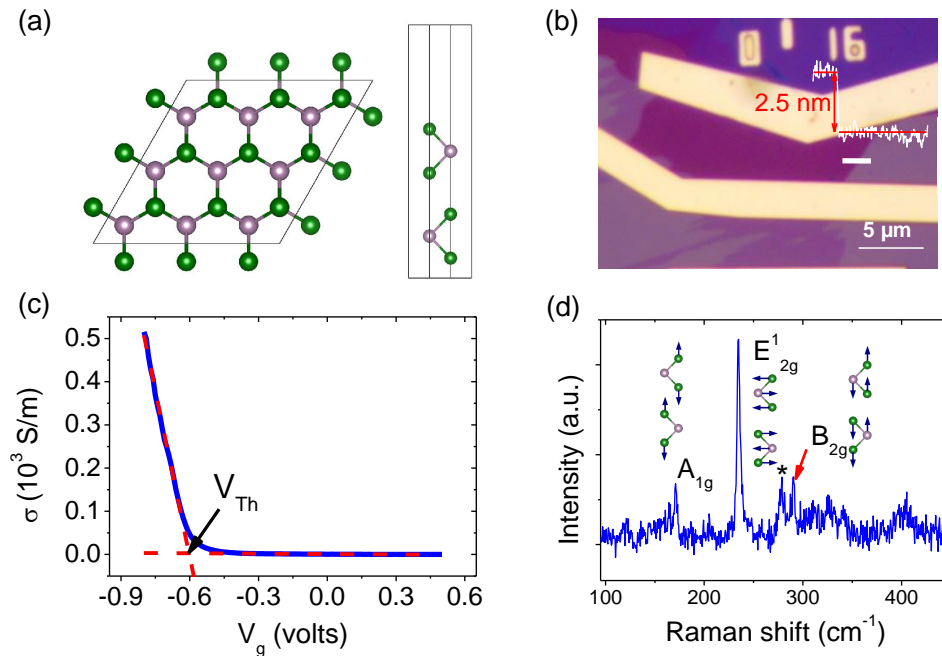 (a)
(b)
0 1 16
2.5 nm
5 µm
(c)
σ (10³ S/m)
0.5
0.4
0.3
0.2
0.1
0.0
V_Th
-0.9 -0.6 -0.3 0.0 0.3 0.6
V_g (volts)
(d)
Intensity (a.u.)
A_1g
E¹_2g
*
B_2g
100 200 300 400
Raman shift (cm⁻¹)